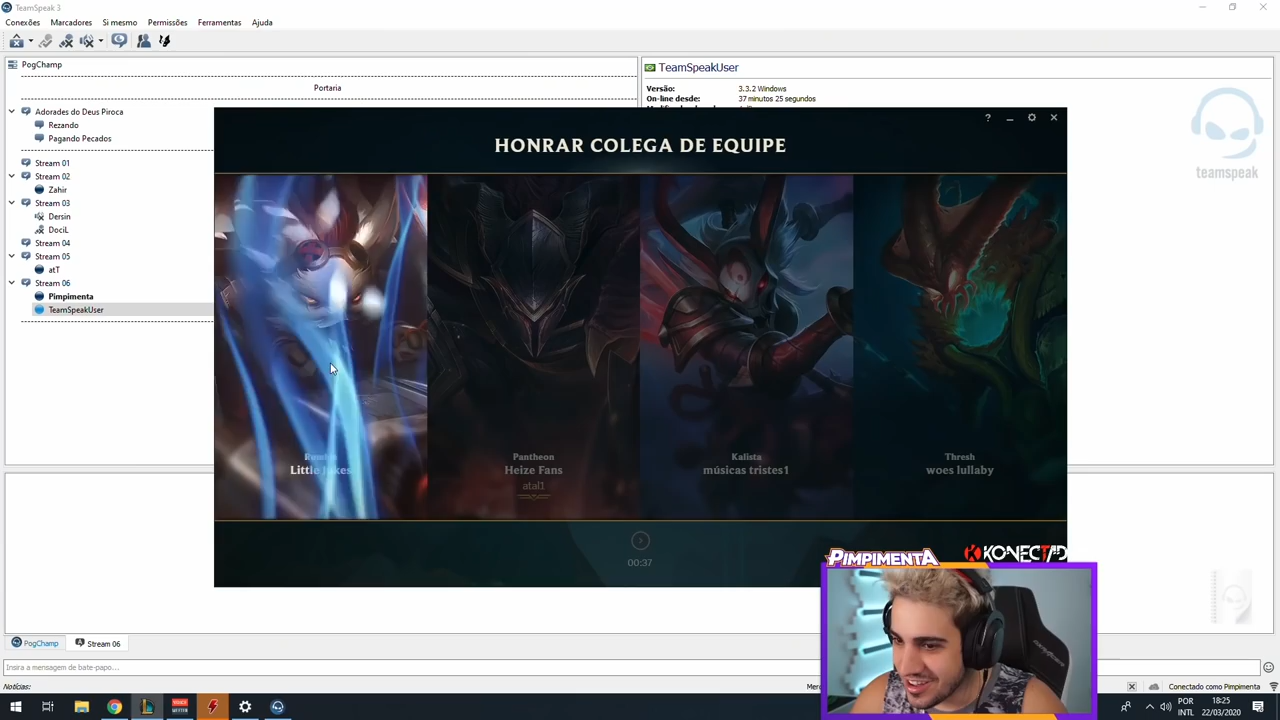 TeamSpeak 3
Conexões Marcadores Si mesmo Permissões Ferramentas Ajuda
PogChamp
Portaria
Adorades do Deus Piroca
Rezando
Pagando Pecados
Stream 01
Stream 02
Zahir
Stream 03
Dersin
DociL
Stream 04
Stream 05
atT
Stream 06
Pimpimenta
TeamSpeakUser
TeamSpeakUser
Versão: 3.3.2 Windows
On-line desde: 37 minutos 25 segundos
teamspeak
HONRAR COLEGA DE EQUIPE
Little Jokes
Pantheon
Heize Fans
atal1
Kalista
músicas tristes1
Thresh
woes lullaby
00:37
PIMPIMENTA
KONECT
PogChamp Stream 06
Insira a mensagem de bate-papo...
Notícias:
Conectado como Pimpimenta
POR
INTL
18:25
22/03/2020